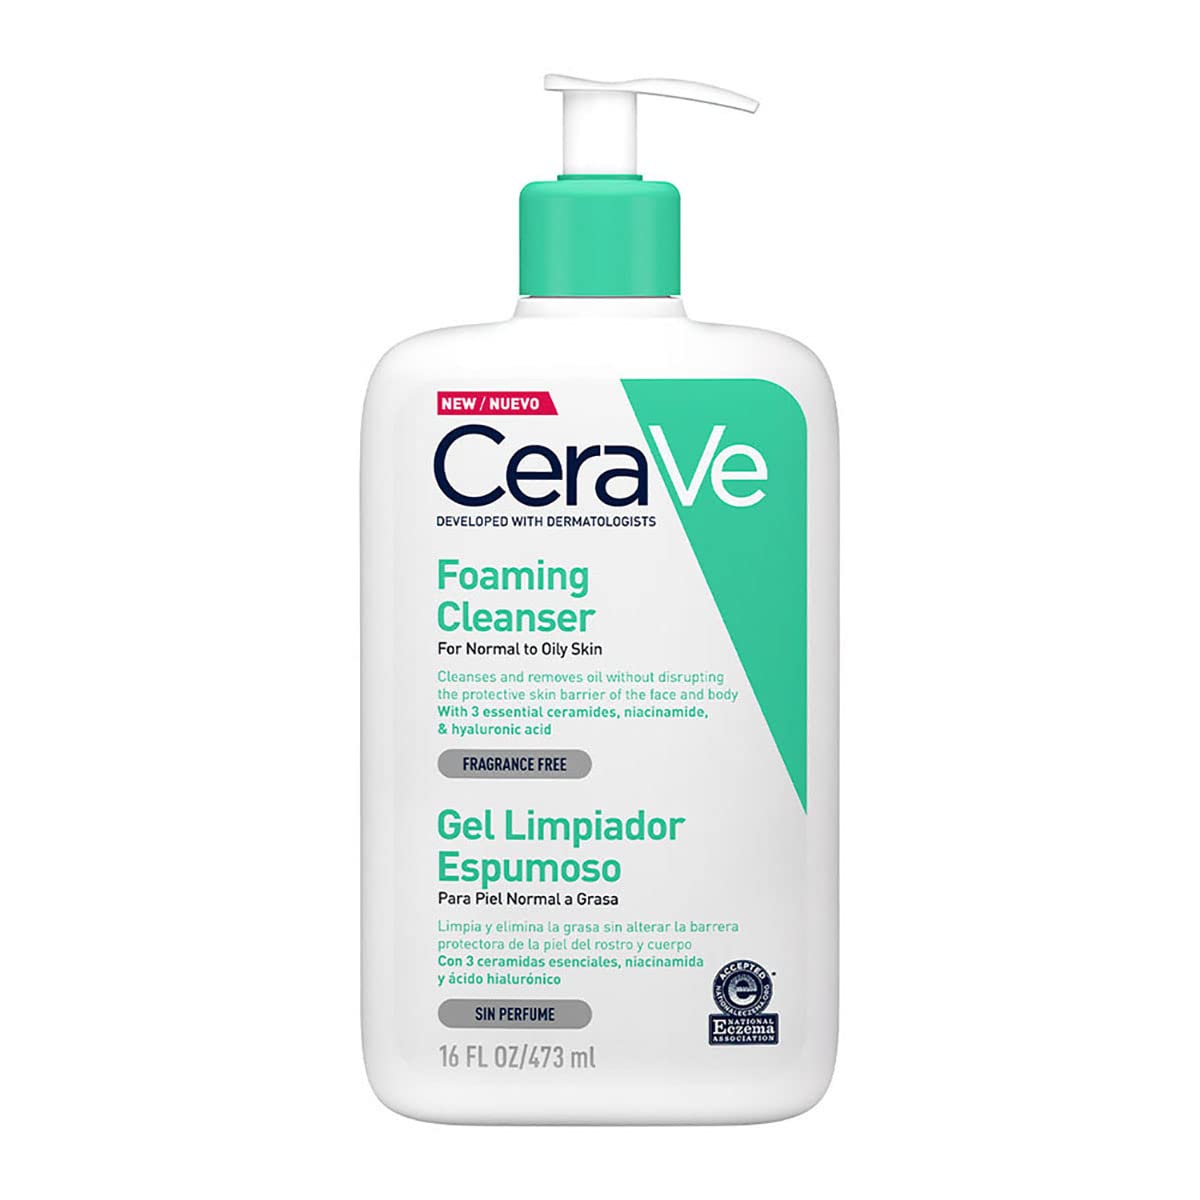 NEW / NUEVO
CeraVe
DEVELOPED WITH DERMATOLOGISTS
Foaming
Cleanser
For Normal to Oily Skin
Cleanses and removes oil without disrupting
the protective skin barrier of the face and body
With 3 essential ceramides, niacinamide,
& hyaluronic acid
FRAGRANCE FREE
Gel Limpiador
Espumoso
Para Piel Normal a Grasa
Limpia y elimina la grasa sin alterar la barrera
protectora de la piel del rostro y cuerpo
Con 3 ceramidas esenciales, niacinamida
y ácido hialurónico
SIN PERFUME
ACCEPTED
NATIONALECZEMA.ORG
e
NATIONAL
Eczema
ASSOCIATION
16 FL OZ/473 ml